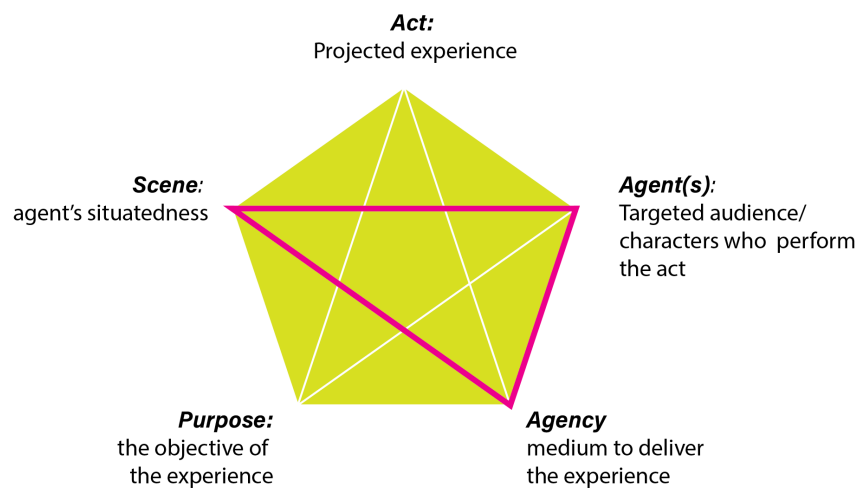 Act:
Projected experience
Scene:
agent's situatedness
Agent(s):
Targeted audience/
characters who perform
the act
Purpose:
the objective of
the experience
Agency
medium to deliver
the experience